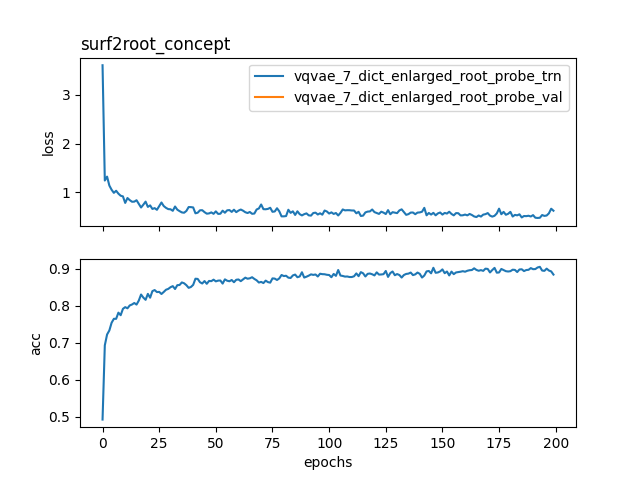 surf2root_concept
vqvae_7_dict_enlarged_root_probe_trn
vqvae_7_dict_enlarged_root_probe_val
loss
3
2
1
acc
0.9
0.8
0.7
0.6
0.5
0 25 50 75 100 125 150 175 200
epochs